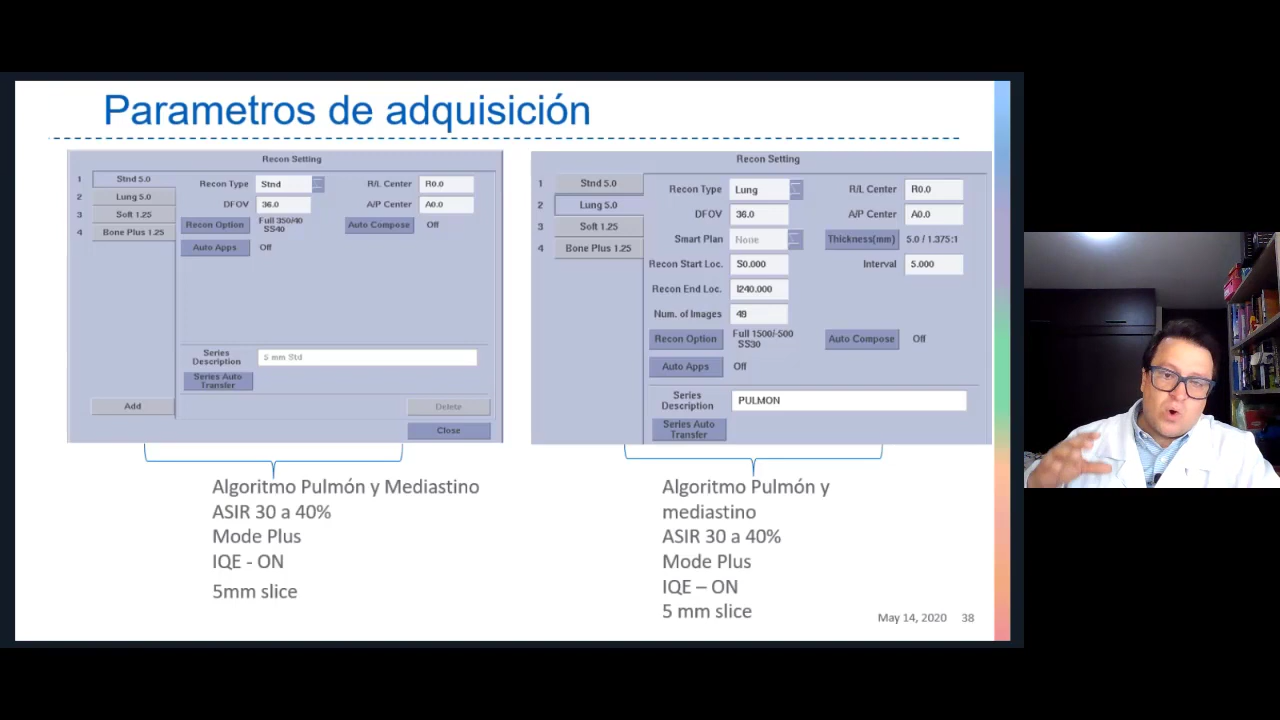 Parametros de adquisición
Recon Setting
1 Stnd 5.0
2 Lung 5.0
3 Soft 1.25
4 Bone Plus 1.25
Recon Type Stnd R/L Center R0.0
DFOV 36.0 A/P Center A0.0
Recon Option Full 350/40 SS40 Auto Compose Off
Auto Apps Off
Series Description 5 mm Std
Series Auto Transfer
Add Delete
Close
Recon Setting
1 Stnd 5.0
2 Lung 5.0
3 Soft 1.25
4 Bone Plus 1.25
Recon Type Lung R/L Center R0.0
DFOV 36.0 A/P Center A0.0
Smart Plan None Thickness(mm) 5.0 / 1.375:1
Recon Start Loc. S0.000 Interval 5.000
Recon End Loc. I240.000
Num. of Images 49
Recon Option Full 1500/-500 SS30 Auto Compose Off
Auto Apps Off
Series Description PULMON
Series Auto Transfer
Algoritmo Pulmón y Mediastino
ASIR 30 a 40%
Mode Plus
IQE - ON
5mm slice
Algoritmo Pulmón y
mediastino
ASIR 30 a 40%
Mode Plus
IQE – ON
5 mm slice
May 14, 2020 38